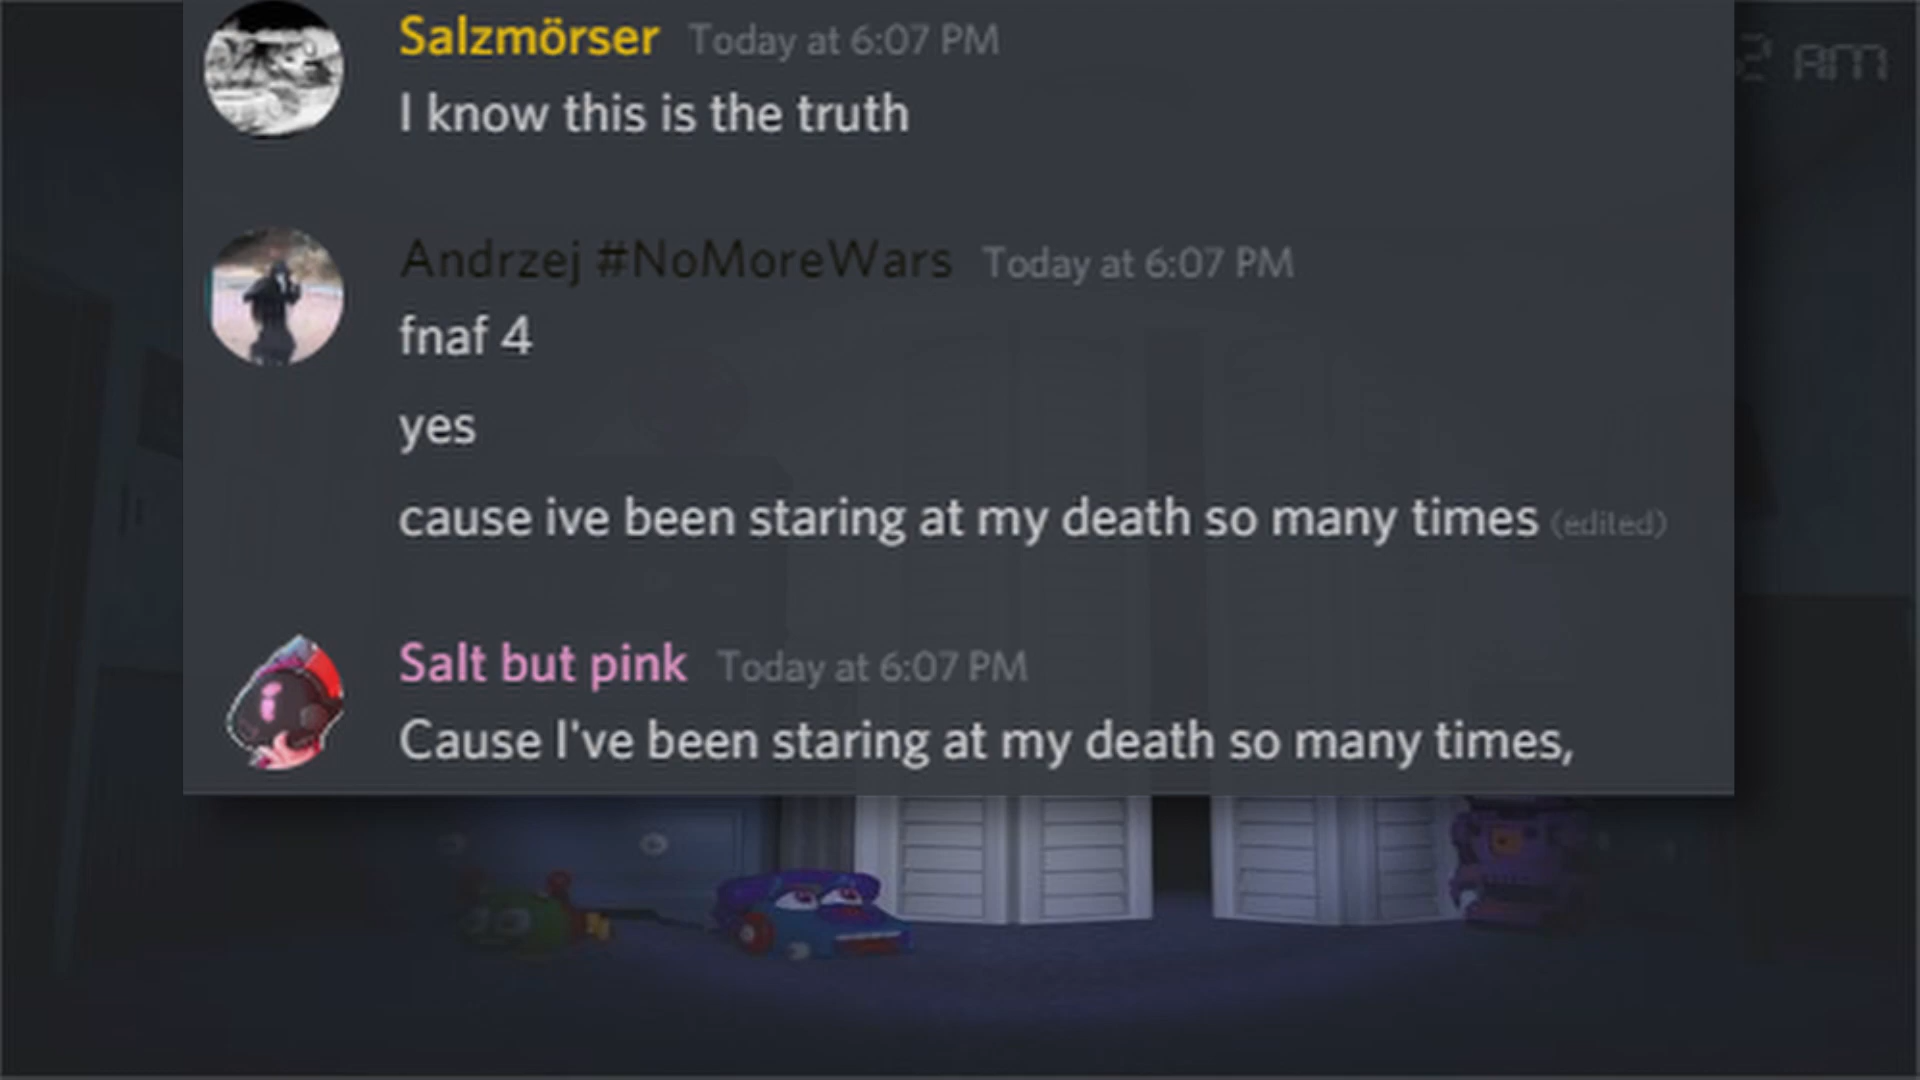 Salzmörser Today at 6:07 PM
I know this is the truth
2 AM
Andrzej #NoMoreWars Today at 6:07 PM
fnaf 4
yes
cause ive been staring at my death so many times (edited)
Salt but pink Today at 6:07 PM
Cause I've been staring at my death so many times,